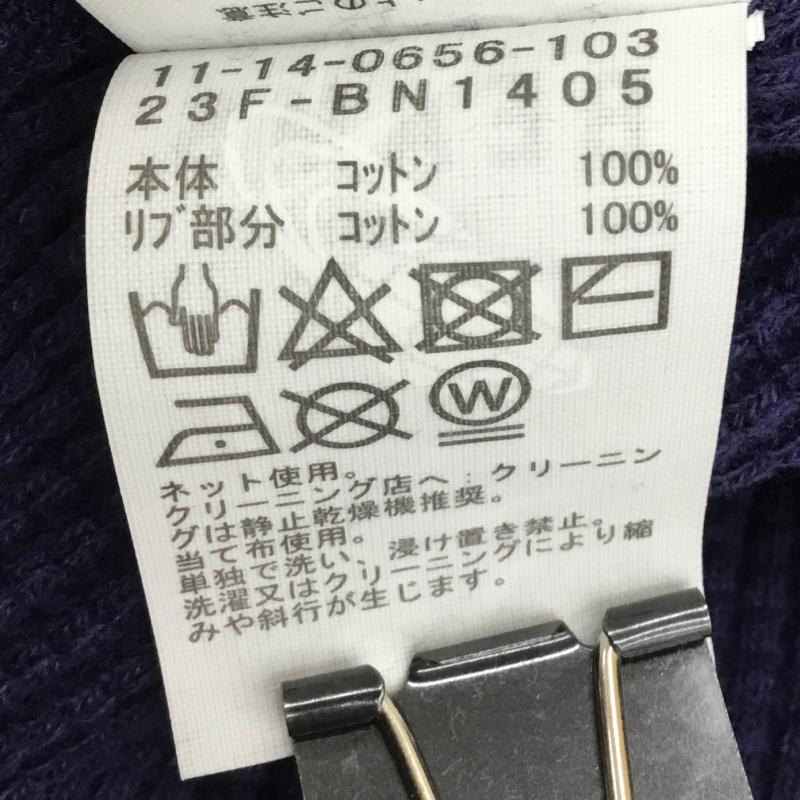 ご注意
11-14-0656-103
23F-BN1405
本体 コットン 100%
リブ部分 コットン 100%
W
ネット使用。
クリーニング店へ:クリーニン
グは静止乾燥機推奨。
当て布使用。
単独で洗い、浸け置き禁止。
洗濯又はクリーニングにより縮
みや斜行が生じます。